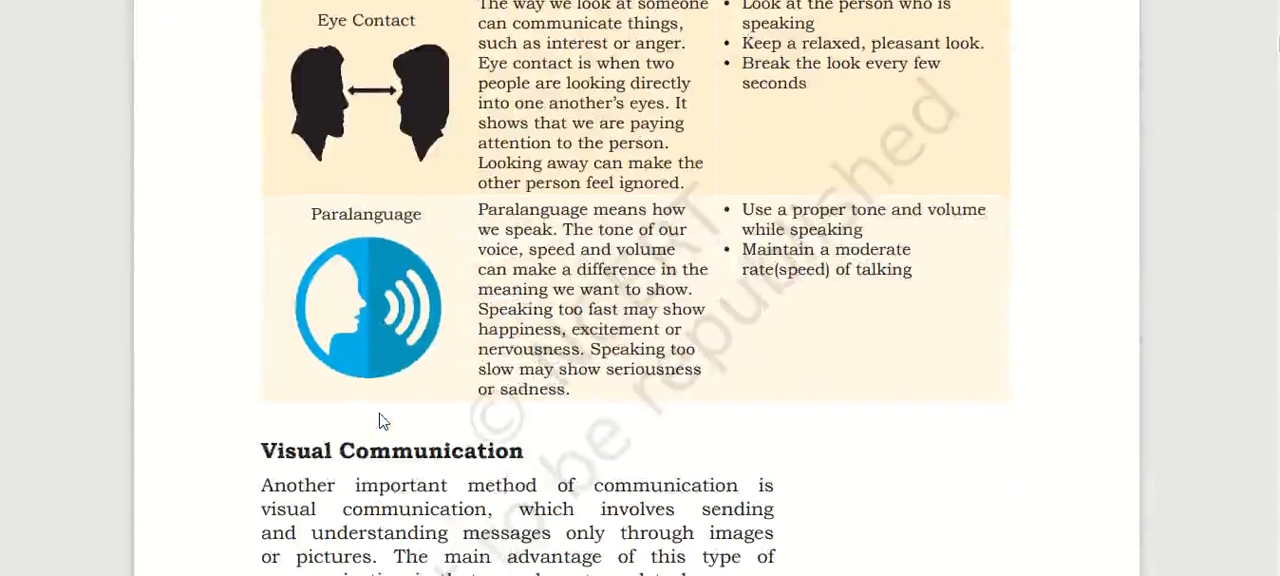 Eye Contact
The way we look at someone
can communicate things,
such as interest or anger.
Eye contact is when two
people are looking directly
into one another's eyes. It
shows that we are paying
attention to the person.
Looking away can make the
other person feel ignored.
• Look at the person who is
speaking
• Keep a relaxed, pleasant look.
• Break the look every few
seconds
Paralanguage
Paralanguage means how
we speak. The tone of our
voice, speed and volume
can make a difference in the
meaning we want to show.
Speaking too fast may show
happiness, excitement or
nervousness. Speaking too
slow may show seriousness
or sadness.
• Use a proper tone and volume
while speaking
• Maintain a moderate
rate(speed) of talking
Visual Communication
Another important method of communication is
visual communication, which involves sending
and understanding messages only through images
or pictures. The main advantage of this type of
© NCERT
to be republished